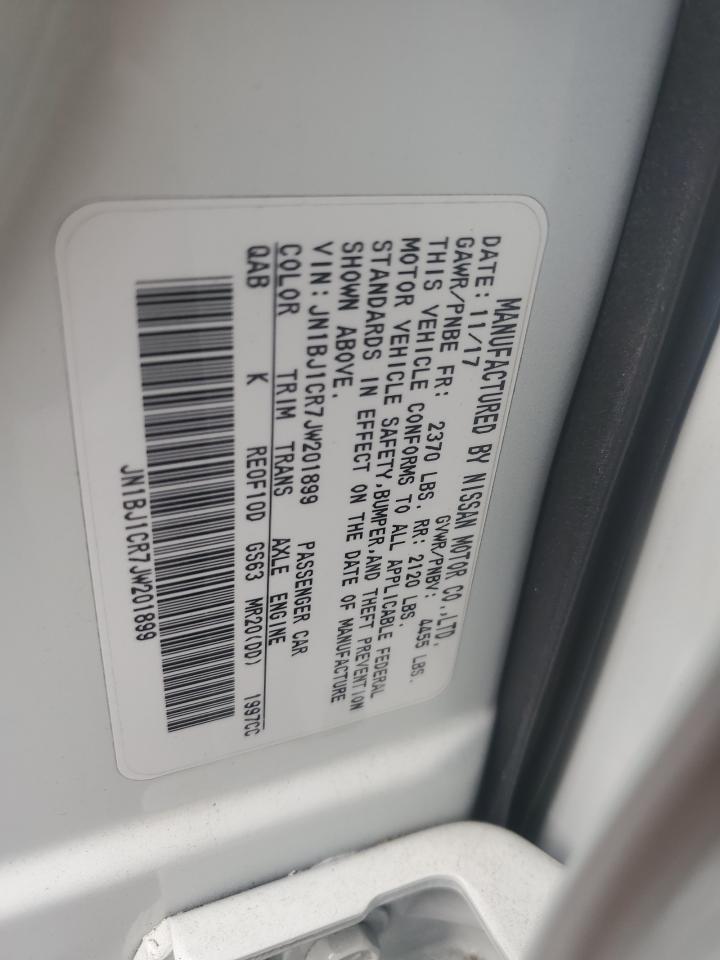 MANUFACTURED BY NISSAN MOTOR CO.,LTD.
DATE: 11/17 GVWR/PNBV: 4455 LBS.
GAWR/PNBE FR: 2370 LBS. RR: 2120 LBS.
THIS VEHICLE CONFORMS TO ALL APPLICABLE FEDERAL
MOTOR VEHICLE SAFETY,BUMPER,AND THEFT PREVENTION
STANDARDS IN EFFECT ON THE DATE OF MANUFACTURE
SHOWN ABOVE.
VIN: JN1BJ1CR7JW201899 PASSENGER CAR
COLOR TRIM TRANS AXLE ENGINE
QAB K RE0F10D GS63 MR20(DD) 1997CC
JN1BJ1CR7JW201899